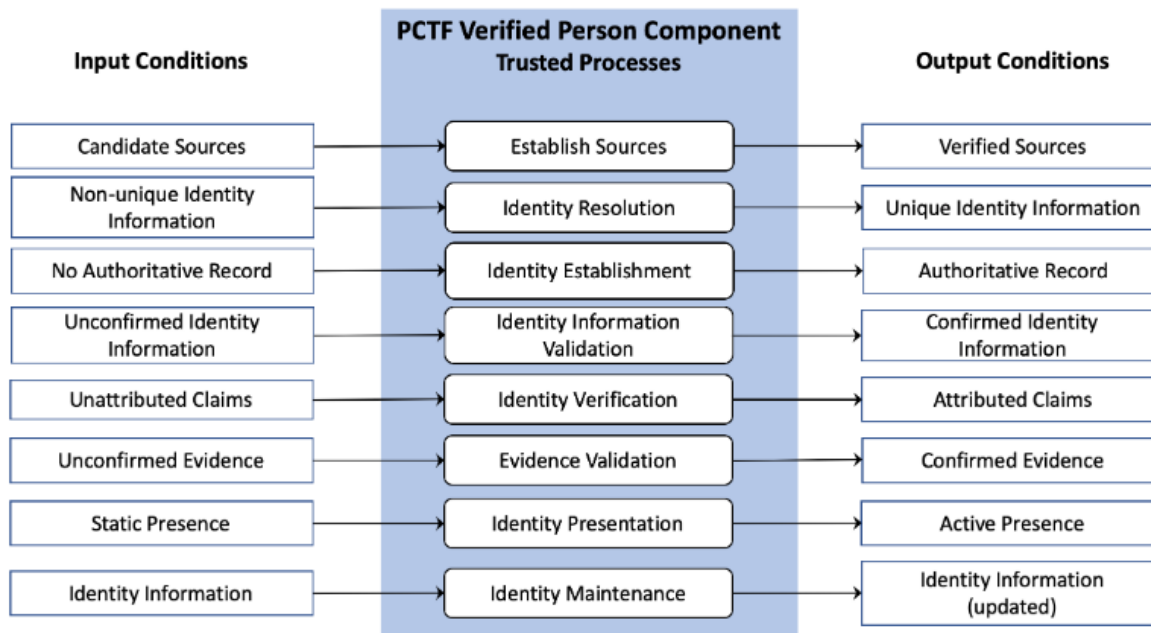 PCTF Verified Person Component
Input Conditions
Trusted Processes
Output Conditions
Candidate Sources
Establish Sources
Verified Sources
Non-unique Identity
Information
Identity Resolution
Unique Identity Information
No Authoritative Record
Identity Establishment
Authoritative Record
Unconfirmed Identity
Information
Identity Information
Validation
Confirmed Identity
Information
Unattributed Claims
Identity Verification
Attributed Claims
Unconfirmed Evidence
Evidence Validation
Confirmed Evidence
Static Presence
Identity Presentation
Active Presence
Identity Information
Identity Maintenance
Identity Information
(updated)